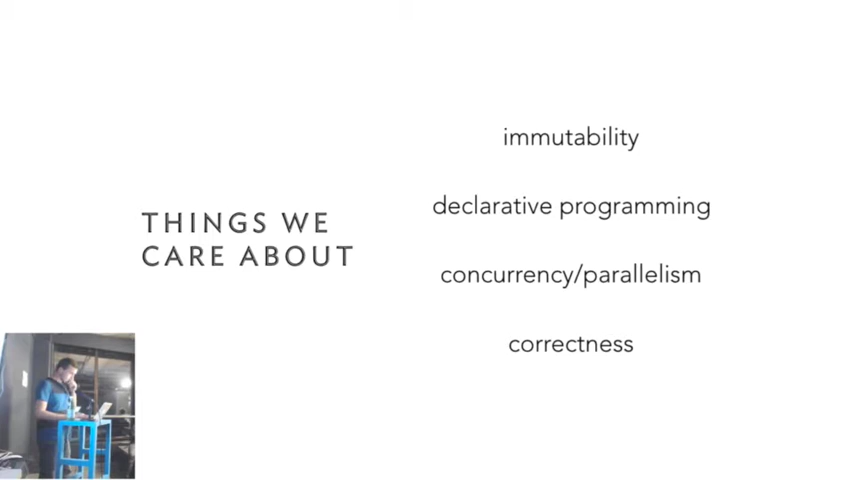 THINGS WE
CARE ABOUT
immutability
declarative programming
concurrency/parallelism
correctness